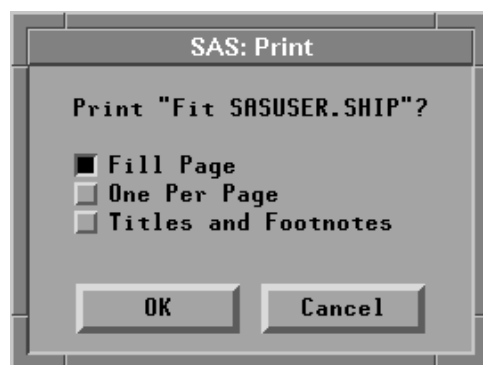 SAS: Print
Print "Fit SASUSER.SHIP"?
Fill Page
One Per Page
Titles and Footnotes
OK
Cancel